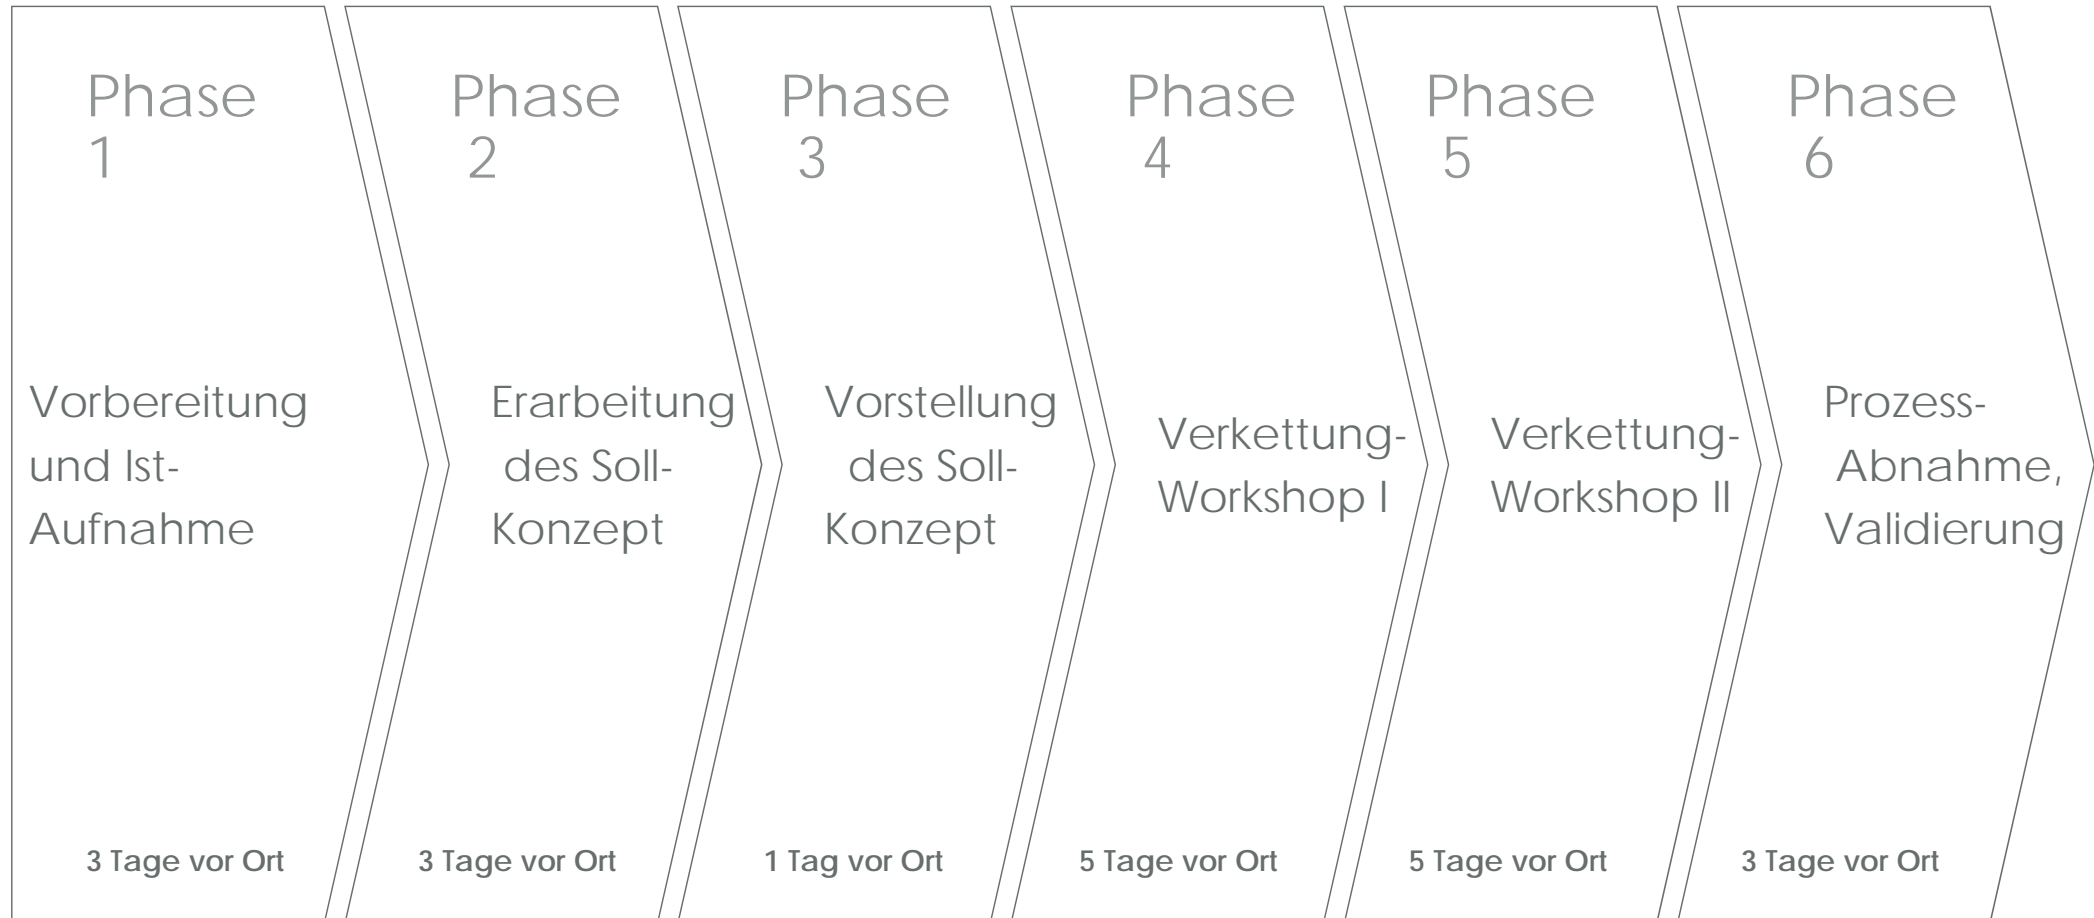 Phase
1
Vorbereitung
und Ist-
Aufnahme
3 Tage vor Ort
Phase
2
Erarbeitung
des Soll-
Konzept
3 Tage vor Ort
Phase
3
Vorstellung
des Soll-
Konzept
1 Tag vor Ort
Phase
4
Verkettung-
Workshop I
5 Tage vor Ort
Phase
5
Verkettung-
Workshop II
5 Tage vor Ort
Phase
6
Prozess-
Abnahme,
Validierung
3 Tage vor Ort